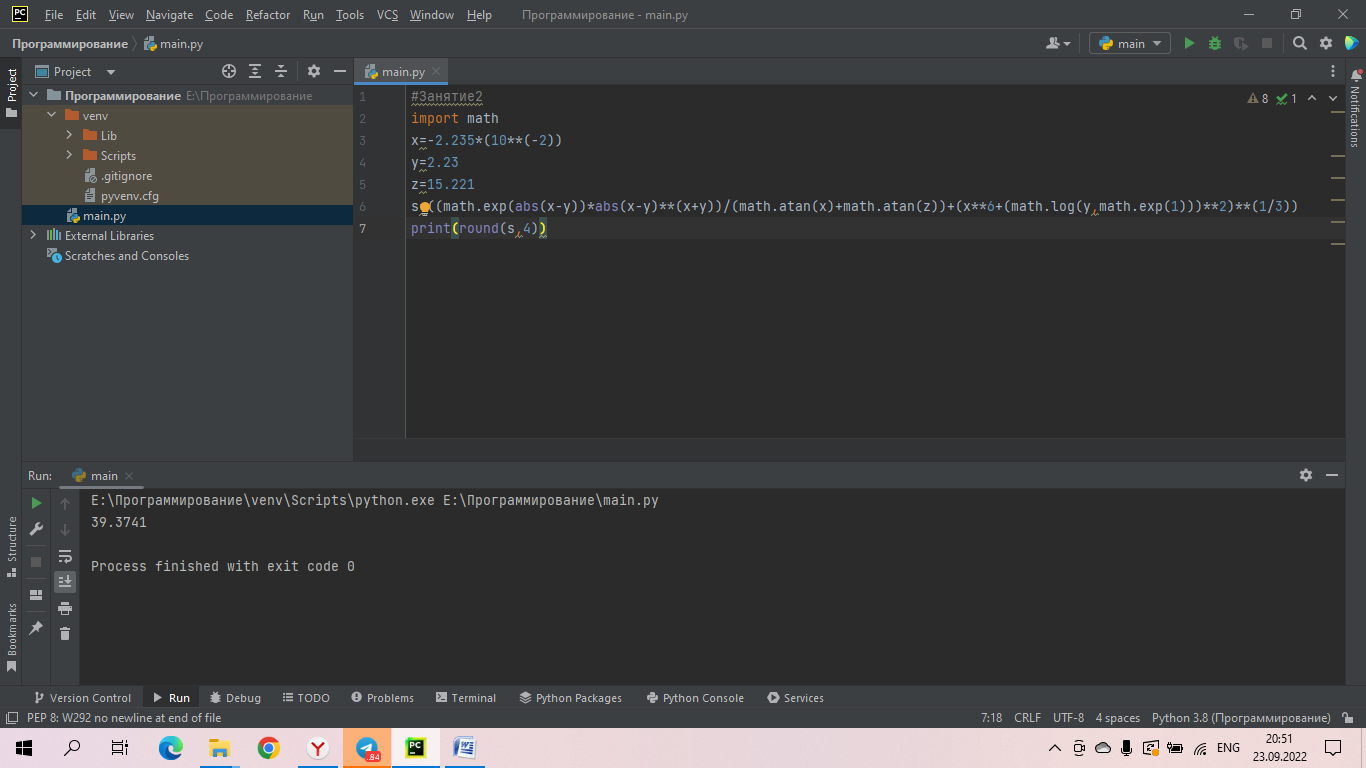 PC File Edit View Navigate Code Refactor Run Tools VCS Window Help Программирование - main.py
Программирование main.py main
Project
Project
main.py
Программирование E:\Программирование
venv
Lib
Scripts
.gitignore
pyvenv.cfg
main.py
External Libraries
Scratches and Consoles
8 1
1 #Занятие2
2 import math
3 x=-2.235*(10**(-2))
4 y=2.23
5 z=15.221
6 s ((math.exp(abs(x-y))*abs(x-y)**(x+y))/(math.atan(x)+math.atan(z))+(x**6+(math.log(y,math.exp(1)))**2)**(1/3))
7 print(round(s,4))
Notifications
Run: main
E:\Программирование\venv\Scripts\python.exe E:\Программирование\main.py
39.3741
Process finished with exit code 0
Structure
Bookmarks
Version Control Run Debug TODO Problems Terminal Python Packages Python Console Services
PEP 8: W292 no newline at end of file 7:18 CRLF UTF-8 4 spaces Python 3.8 (Программирование)
84 PC ENG 20:51
23.09.2022